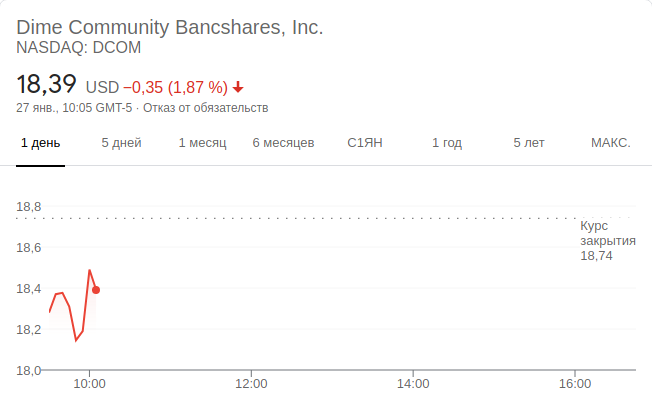 Dime Community Bancshares, Inc.
NASDAQ: DCOM
18,39 USD −0,35 (1,87 %)
27 янв., 10:05 GMT-5 · Отказ от обязательств
1 день 5 дней 1 месяц 6 месяцев С1ЯН 1 год 5 лет МАКС.
18,8
Курс
закрытия
18,74
18,6
18,4
18,2
18,0
10:00 12:00 14:00 16:00